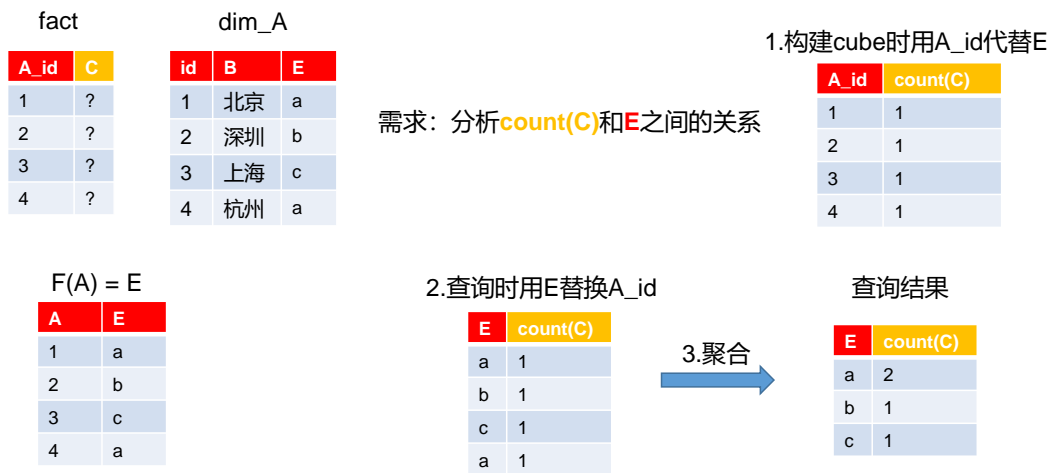 fact
A_id C
1 ?
2 ?
3 ?
4 ?
dim_A
id B E
1 北京 a
2 深圳 b
3 上海 c
4 杭州 a
需求：分析count(C)和E之间的关系
1.构建cube时用A_id代替E
A_id count(C)
1 1
2 1
3 1
4 1
F(A) = E
A E
1 a
2 b
3 c
4 a
2.查询时用E替换A_id
E count(C)
a 1
b 1
c 1
a 1
3.聚合
查询结果
E count(C)
a 2
b 1
c 1